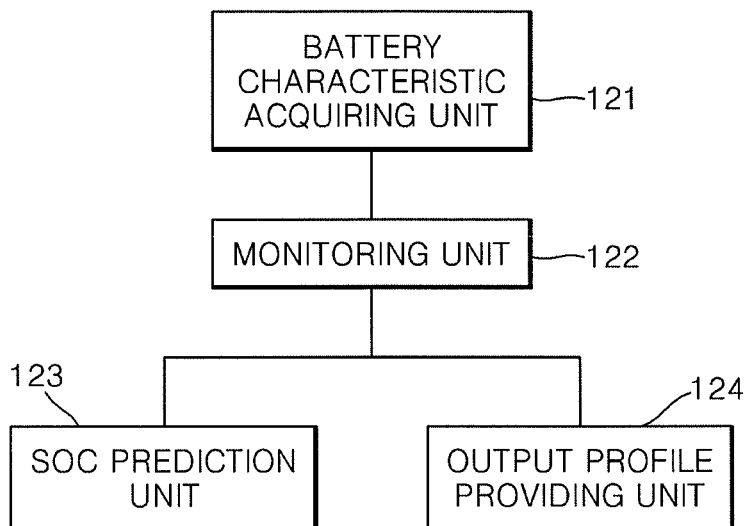 BATTERY
CHARACTERISTIC
ACQUIRING UNIT
121
MONITORING UNIT
122
123
SOC PREDICTION
UNIT
124
OUTPUT PROFILE
PROVIDING UNIT